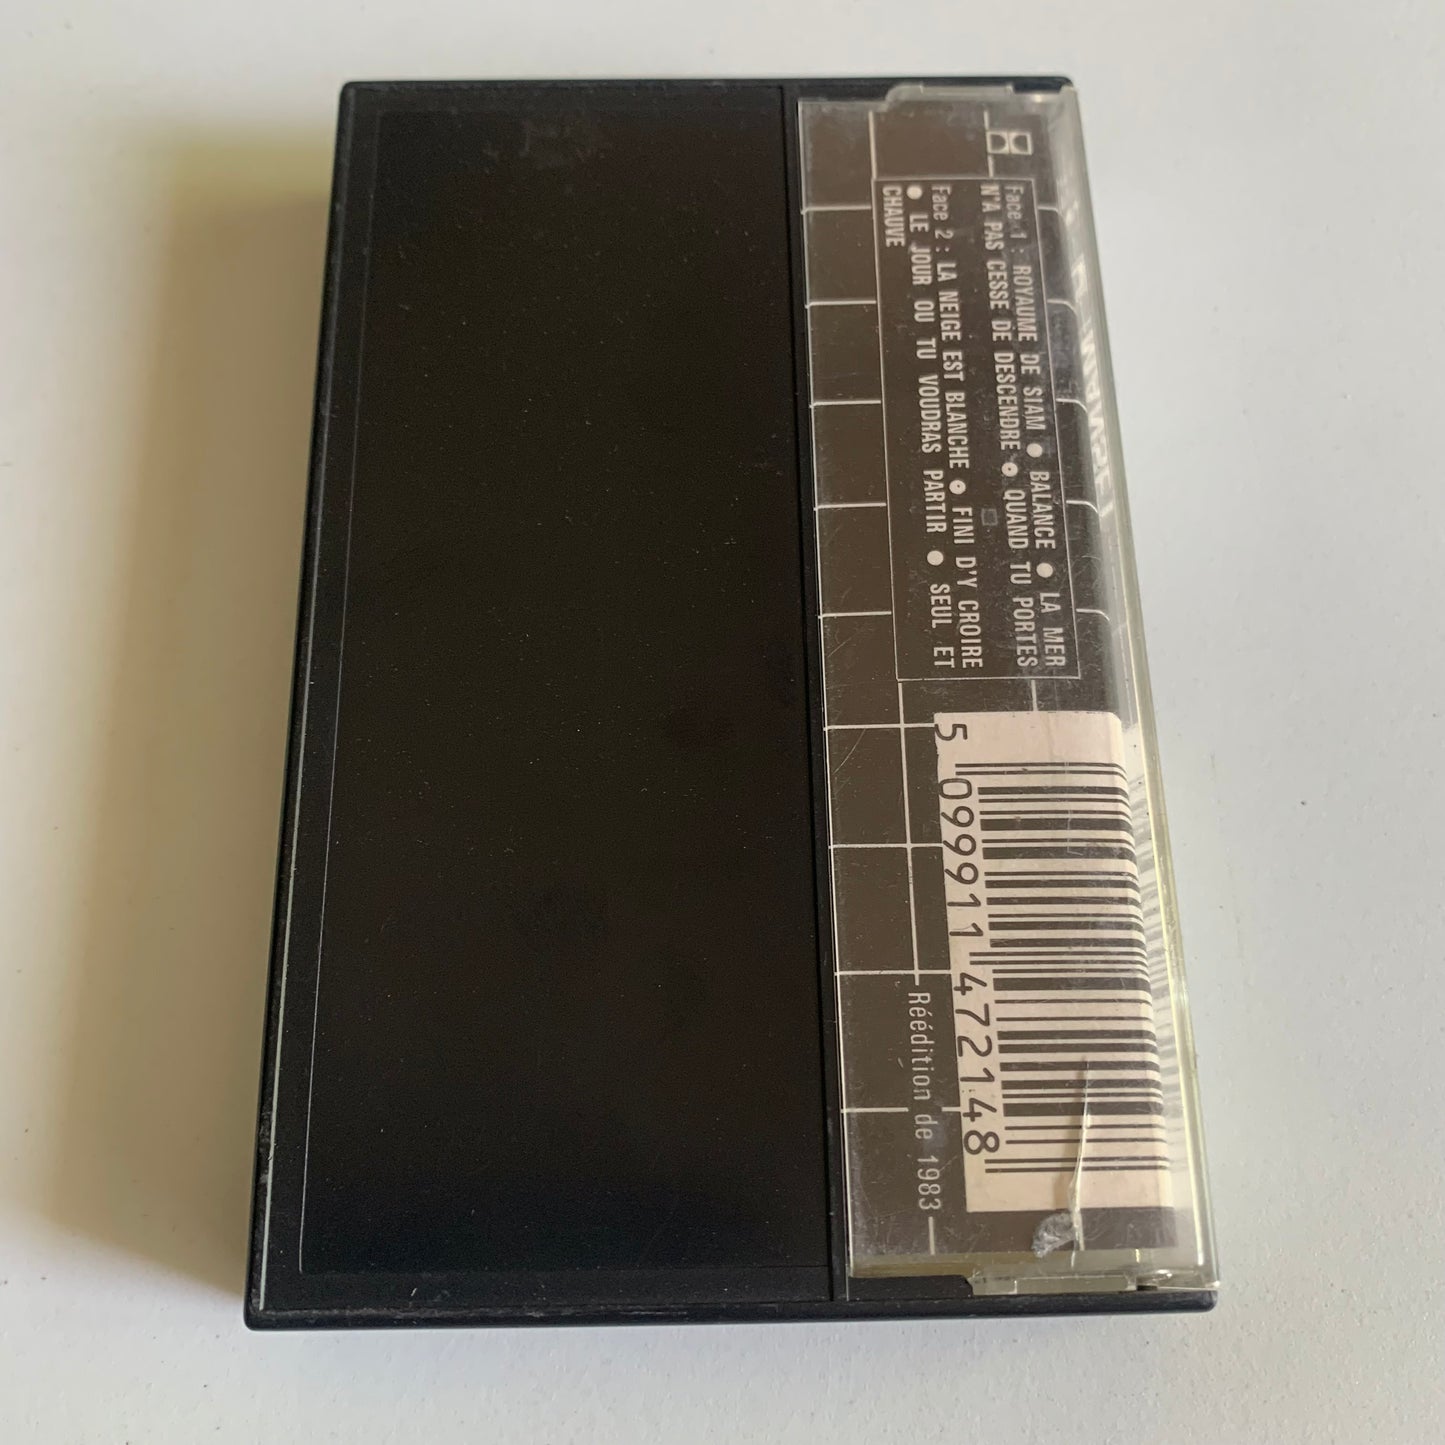 Face 1 : ROYAUME DE SIAM ● BALANCE ● LA MER
N'A PAS CESSE DE DESCENDRE ● QUAND TU PORTES
Face 2 : LA NEIGE EST BLANCHE ● FINI D'Y CROIRE
● LE JOUR OU TU VOUDRAS PARTIR ● SEUL ET
CHAUVE
5 099911 472148
Réédition de 1983